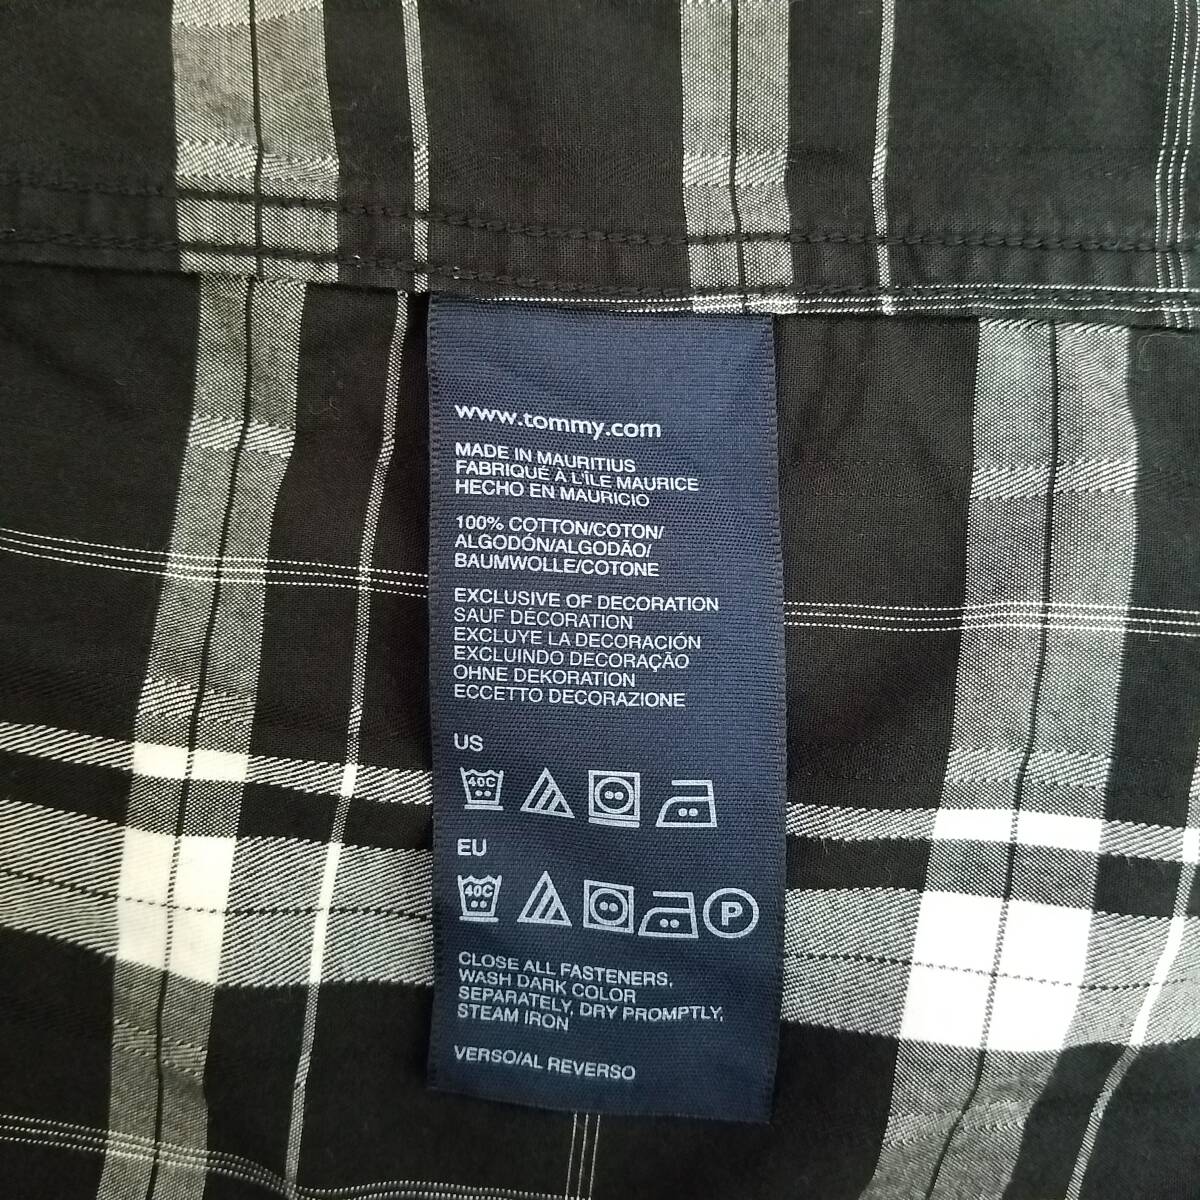 www.tommy.com
MADE IN MAURITIUS
FABRIQUÉ À L'ÎLE MAURICE
HECHO EN MAURICIO
100% COTTON/COTON/
ALGODÓN/ALGODÃO/
BAUMWOLLE/COTONE
EXCLUSIVE OF DECORATION
SAUF DÉCORATION
EXCLUYE LA DECORACIÓN
EXCLUINDO DECORAÇAO
OHNE DEKORATION
ECCETTO DECORAZIONE
US
40C
EU
40C P
CLOSE ALL FASTENERS,
WASH DARK COLOR
SEPARATELY, DRY PROMPTLY,
STEAM IRON
VERSO/AL REVERSO